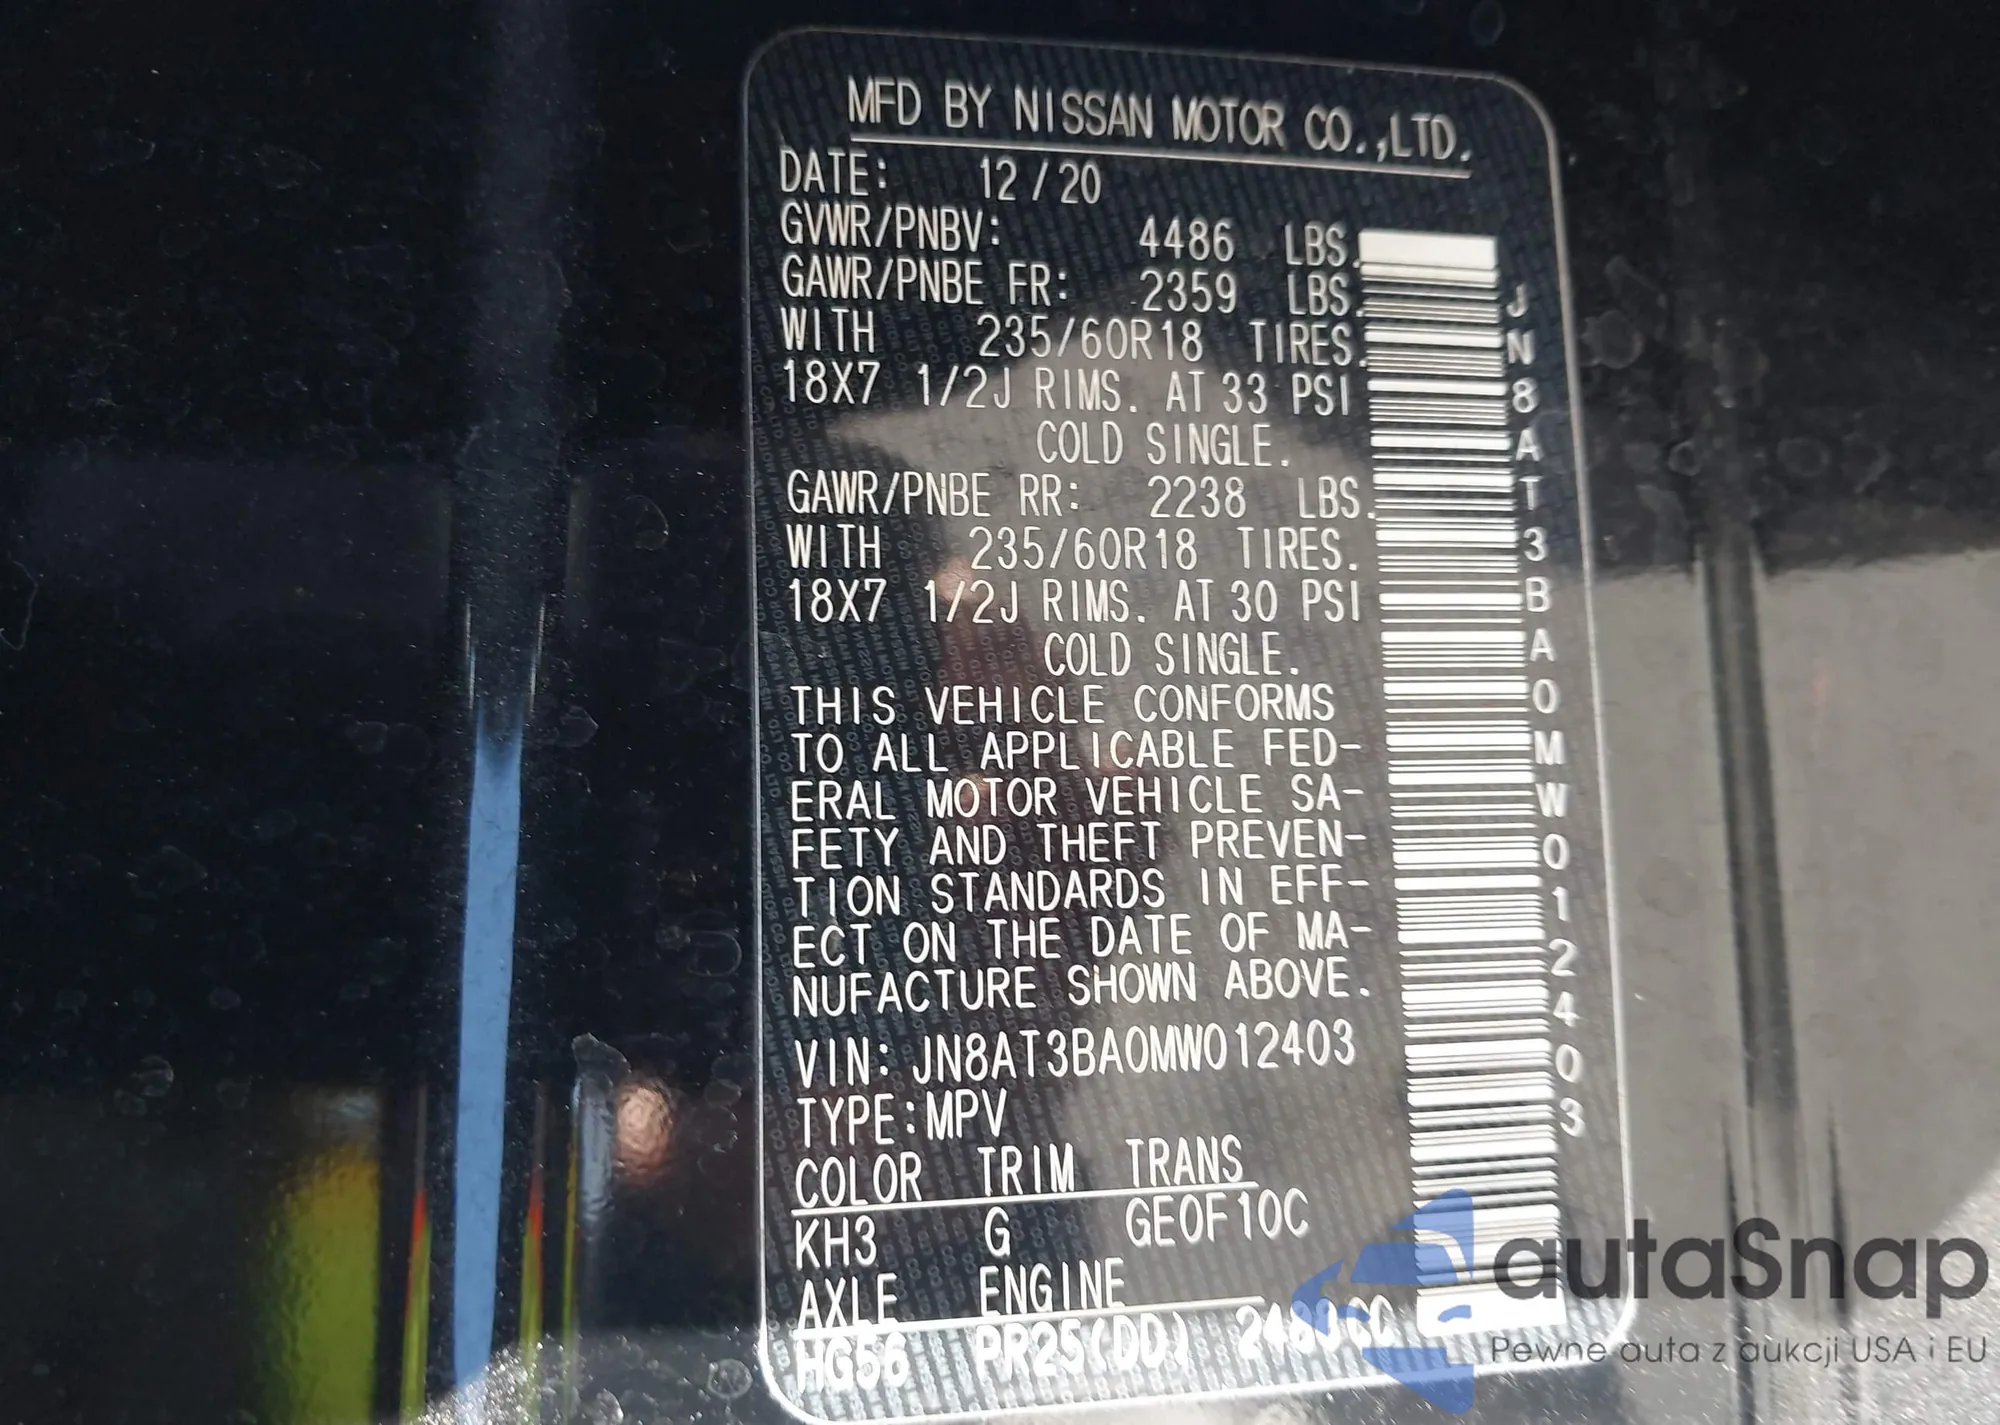 MFD BY NISSAN MOTOR CO.,LTD.
DATE: 12/20
GVWR/PNBV: 4486 LBS.
GAWR/PNBE FR: 2359 LBS.
WITH 235/60R18 TIRES.
18X7 1/2J RIMS. AT 33 PSI
COLD SINGLE.
GAWR/PNBE RR: 2238 LBS.
WITH 235/60R18 TIRES.
18X7 1/2J RIMS. AT 30 PSI
COLD SINGLE.
THIS VEHICLE CONFORMS
TO ALL APPLICABLE FED-
ERAL MOTOR VEHICLE SA-
FETY AND THEFT PREVEN-
TION STANDARDS IN EFF-
ECT ON THE DATE OF MA-
NUFACTURE SHOWN ABOVE.
VIN: JN8AT3BA0MW012403
TYPE:MPV
COLOR TRIM TRANS
KH3 G GE0F10C
AXLE ENGINE
HG56 PR25(DD) 2488CC
JN8AT3BA0MW012403
autaSnap
Pewne auta z aukcji USA i EU